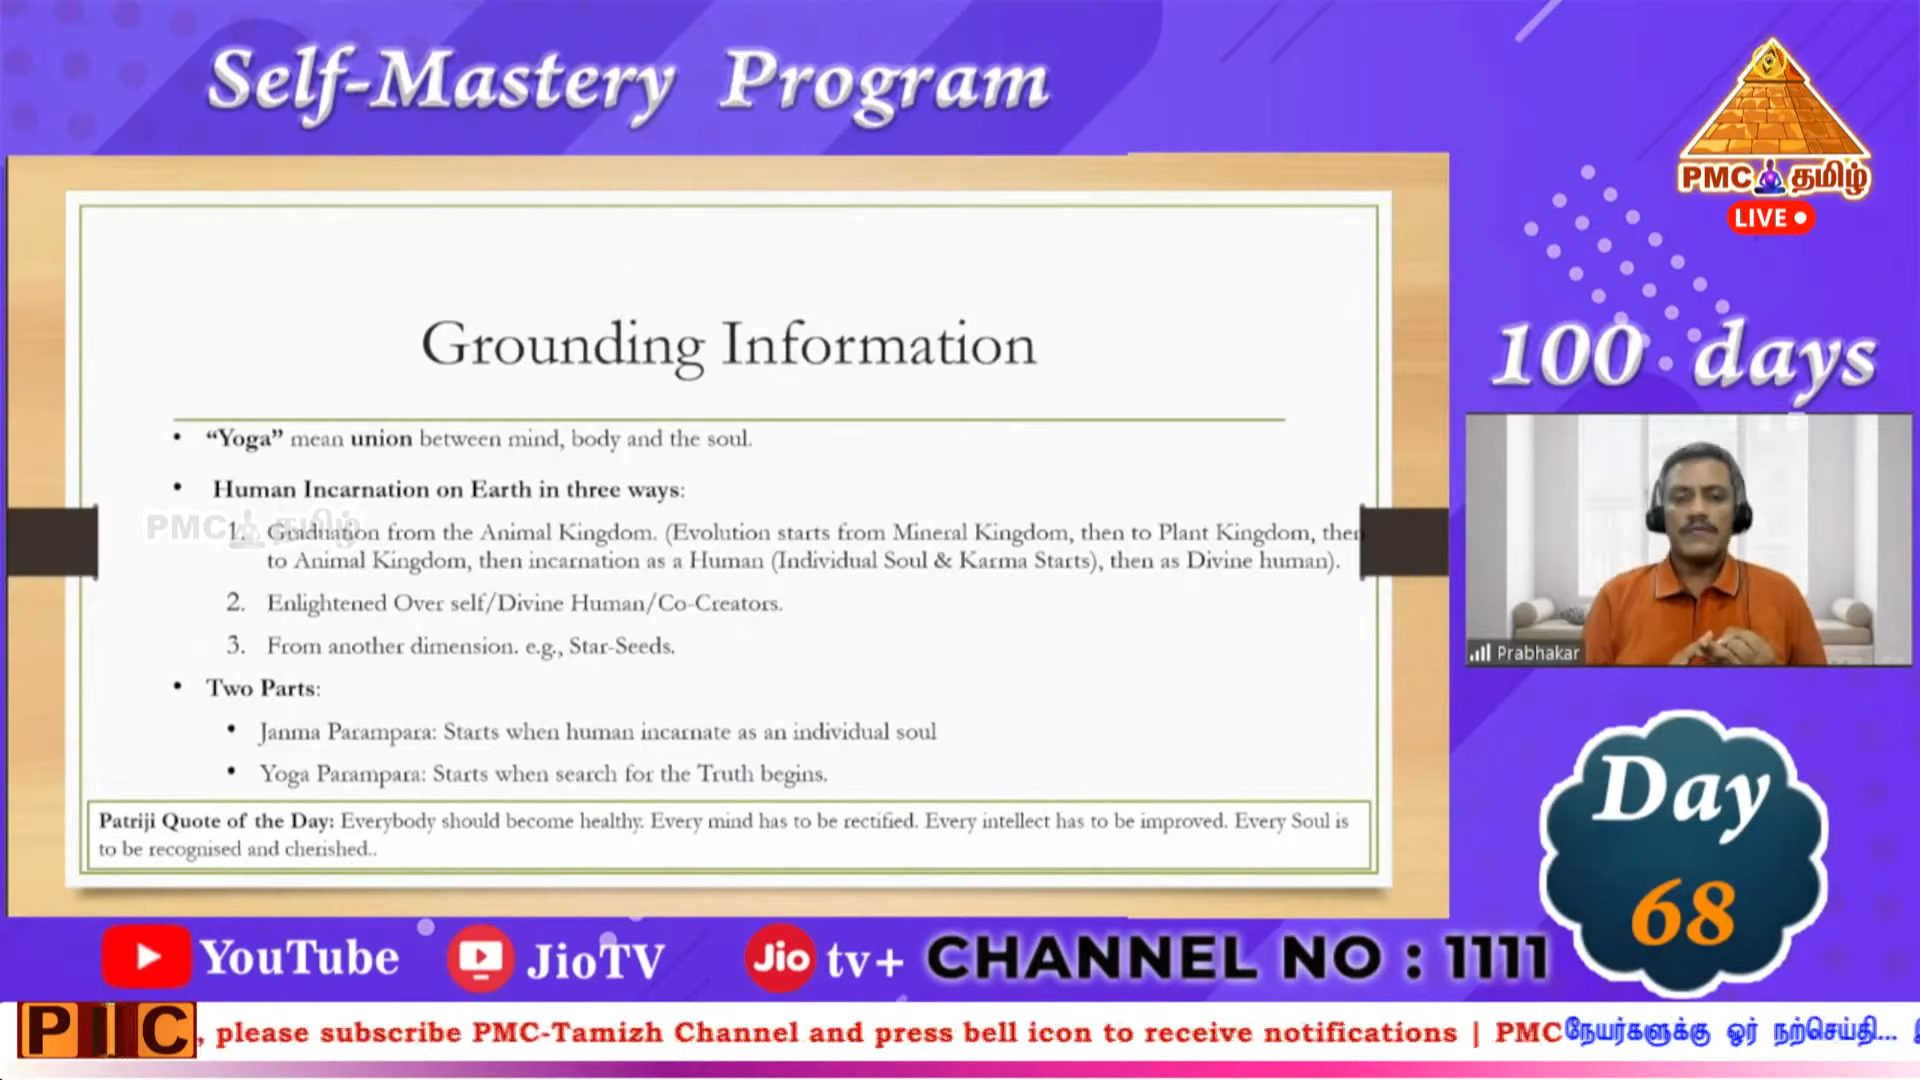 Self-Mastery Program
PMC தமிழ்
LIVE
100 days
Grounding Information
• “Yoga” mean union between mind, body and the soul.
• Human Incarnation on Earth in three ways:
PMC தமிழ்
1. Graduation from the Animal Kingdom. (Evolution starts from Mineral Kingdom, then to Plant Kingdom, then
to Animal Kingdom, then incarnation as a Human (Individual Soul & Karma Starts), then as Divine human).
2. Enlightened Over self/Divine Human/Co-Creators.
3. From another dimension. e.g., Star-Seeds.
• Two Parts:
• Janma Parampara: Starts when human incarnate as an individual soul
• Yoga Parampara: Starts when search for the Truth begins.
Patriji Quote of the Day: Everybody should become healthy. Every mind has to be rectified. Every intellect has to be improved. Every Soul is
to be recognised and cherished..
Prabhakar
Day
68
YouTube JioTV Jio tv+ CHANNEL NO : 1111
PMC , please subscribe PMC-Tamizh Channel and press bell icon to receive notifications | PMCநேயர்களுக்கு ஓர் நற்செய்தி...